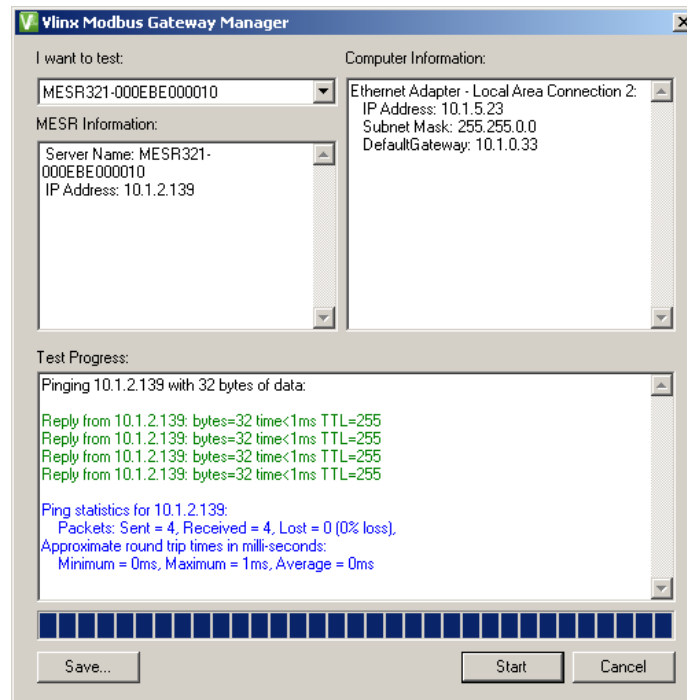 Vlinx Modbus Gateway Manager
I want to test:
MESR321-000EBE000010
MESR Information:
Server Name: MESR321-
000EBE000010
IP Address: 10.1.2.139
Computer Information:
Ethernet Adapter - Local Area Connection 2:
IP Address: 10.1.5.23
Subnet Mask: 255.255.0.0
DefaultGateway: 10.1.0.33
Test Progress:
Pinging 10.1.2.139 with 32 bytes of data:
Reply from 10.1.2.139: bytes=32 time<1ms TTL=255
Reply from 10.1.2.139: bytes=32 time<1ms TTL=255
Reply from 10.1.2.139: bytes=32 time<1ms TTL=255
Reply from 10.1.2.139: bytes=32 time<1ms TTL=255
Ping statistics for 10.1.2.139:
Packets: Sent = 4, Received = 4, Lost = 0 (0% loss),
Approximate round trip times in milli-seconds:
Minimum = 0ms, Maximum = 1ms, Average = 0ms
Save...
Start
Cancel